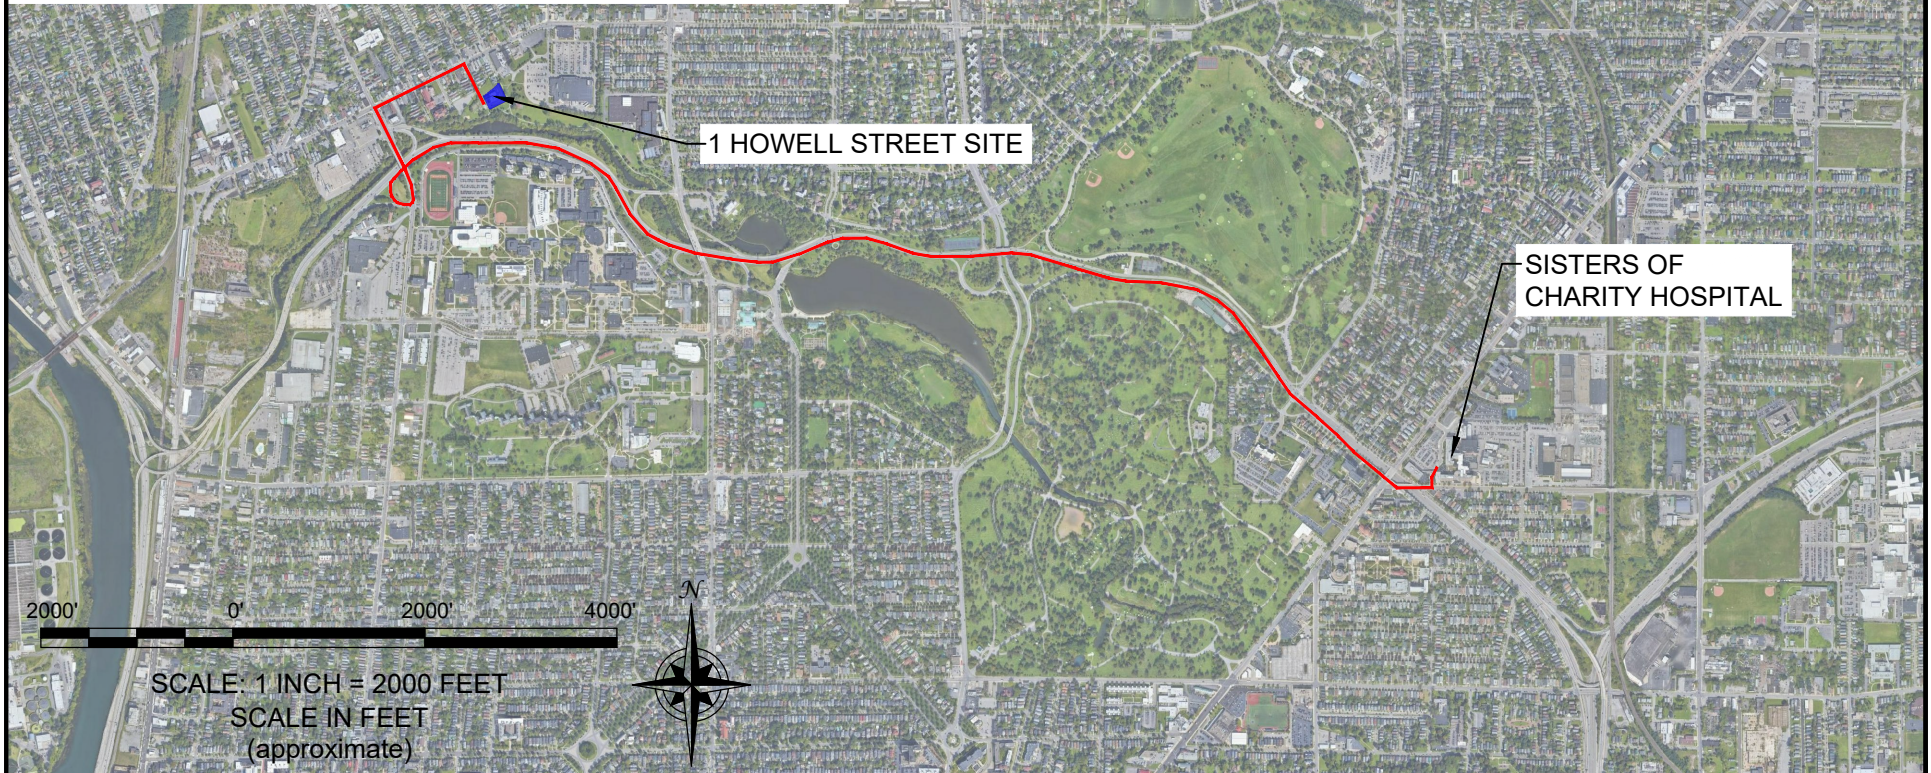 1 HOWELL STREET SITE
SISTERS OF
CHARITY HOSPITAL
N
2000' 0' 2000' 4000'
SCALE: 1 INCH = 2000 FEET
SCALE IN FEET
(approximate)